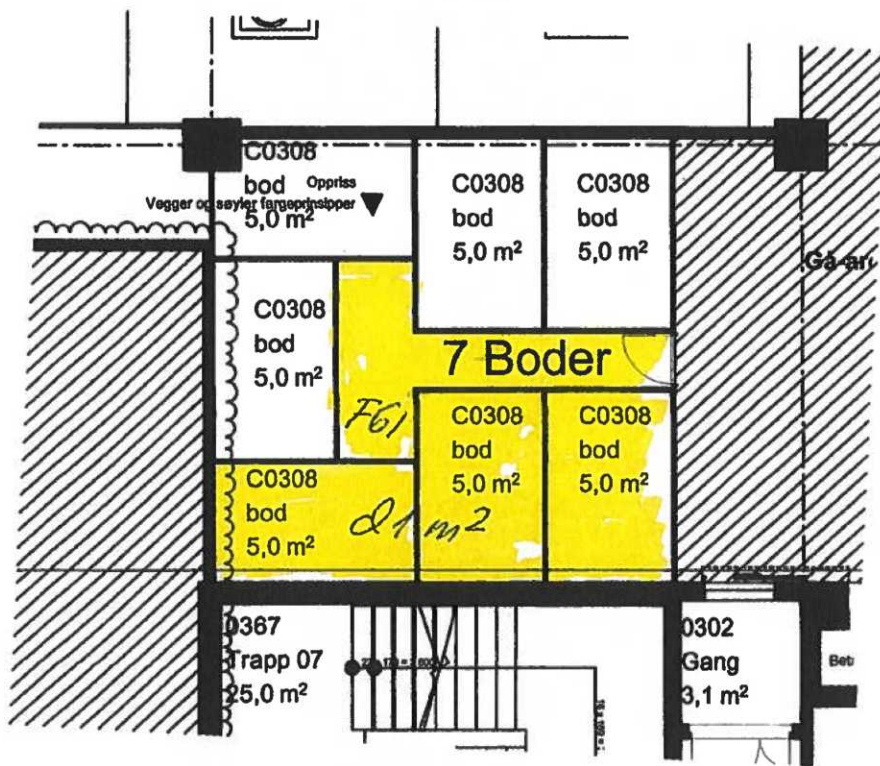 C0308
bod
5,0 m²
Oppriss
Vegger og søyler fargeprinsipper
C0308
bod
5,0 m²
C0308
bod
5,0 m²
Gå-are
C0308
bod
5,0 m²
7 Boder
F61
C0308
bod
5,0 m²
C0308
bod
5,0 m²
C0308
bod
5,0 m²
21 m2
0367
Trapp 07
25,0 m²
0302
Gang
3,1 m²
Bet